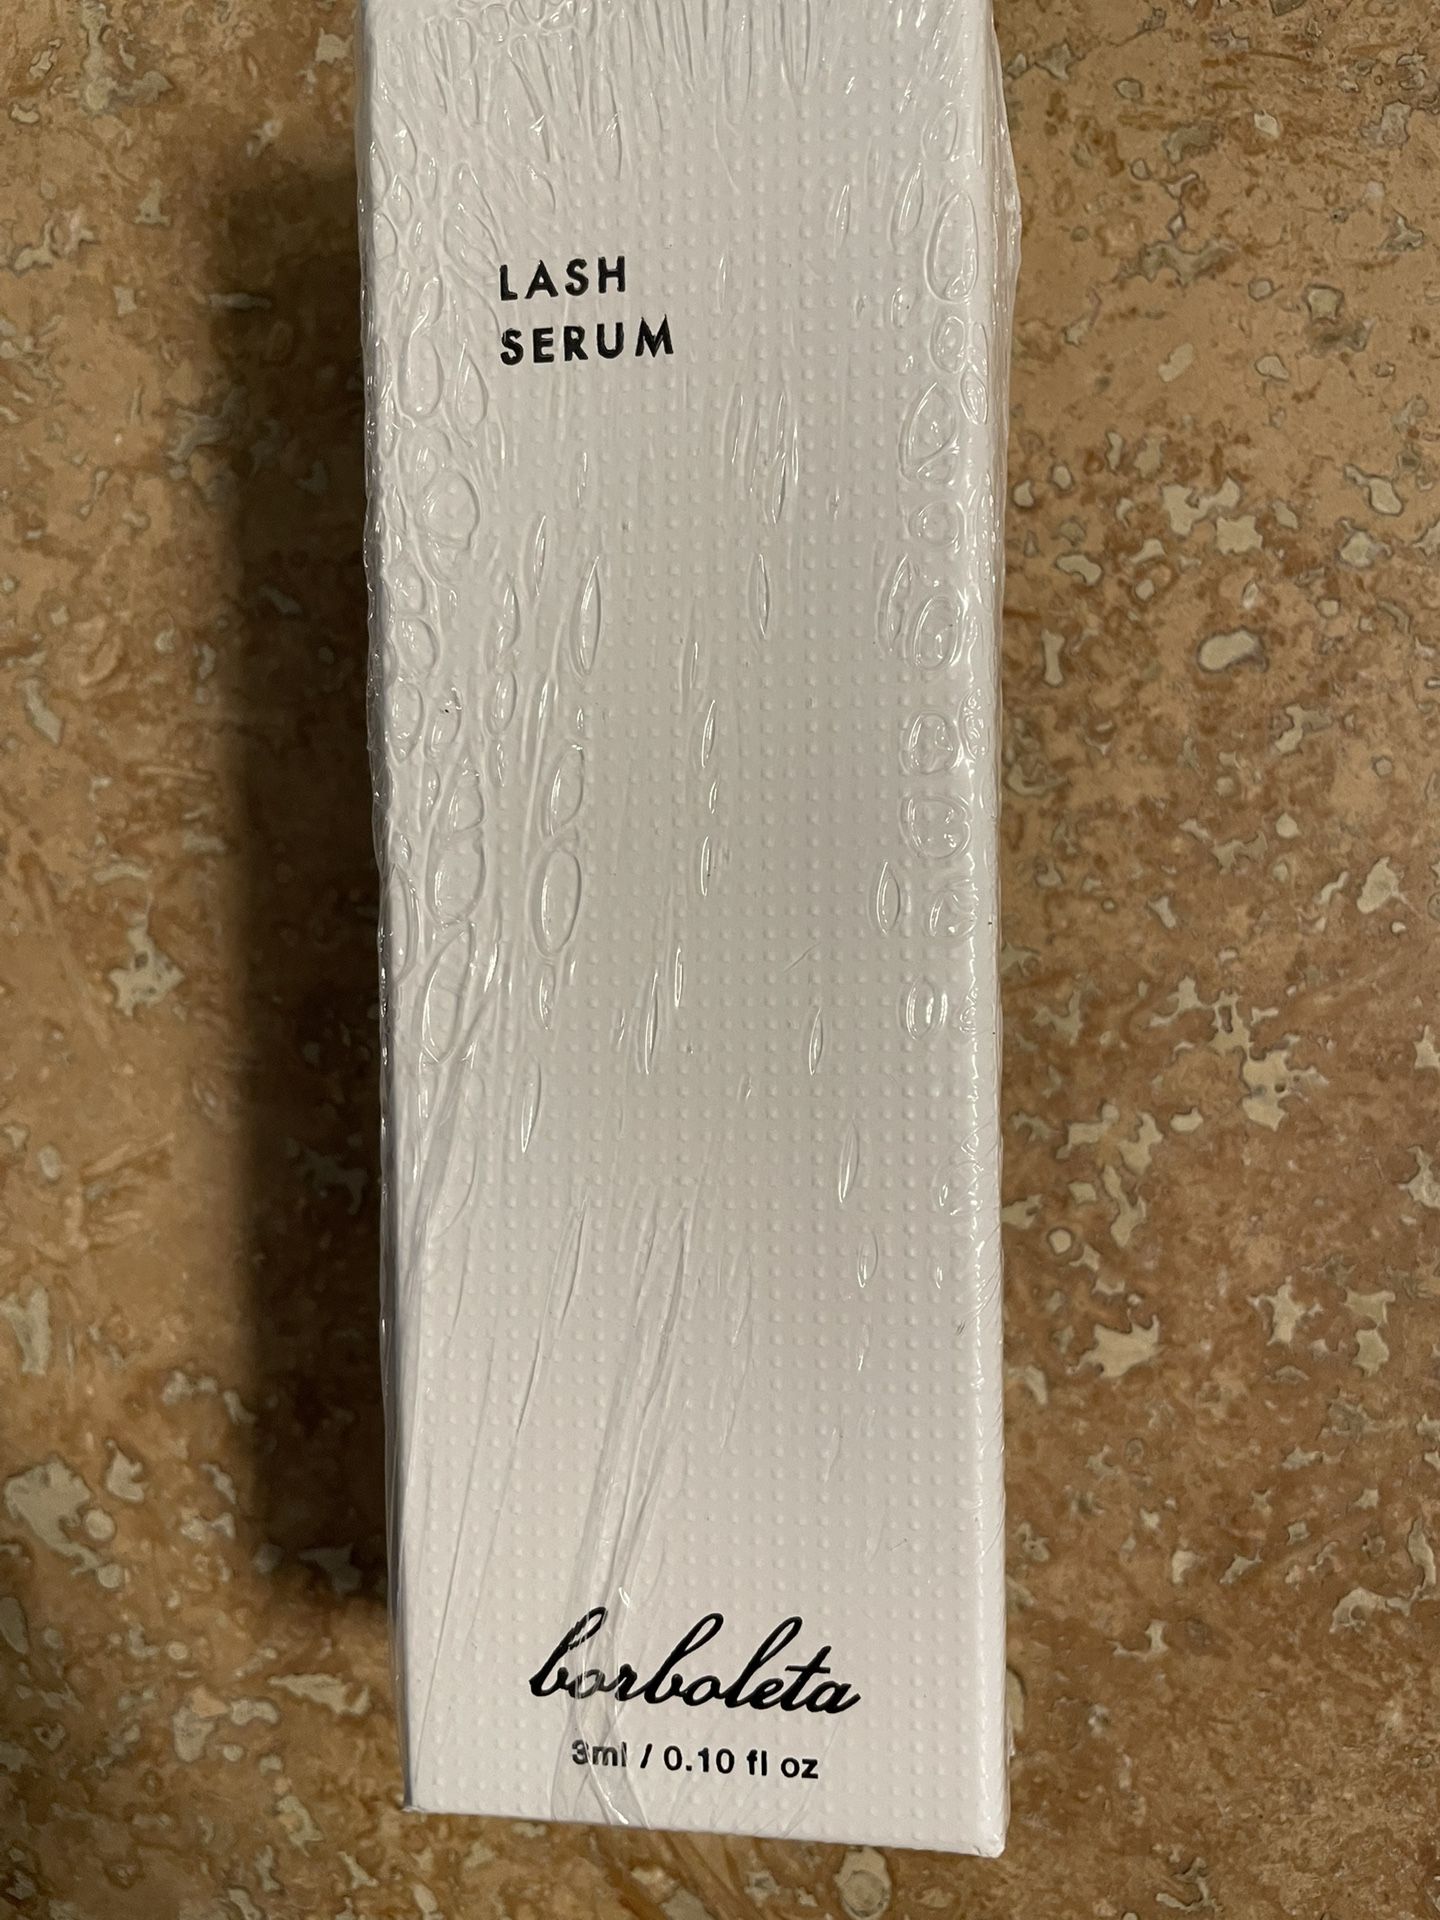 LASH
SERUM
borboleta
3ml / 0.10 fl oz